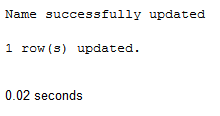 Name successfully updated
1 row(s) updated.
0.02 seconds